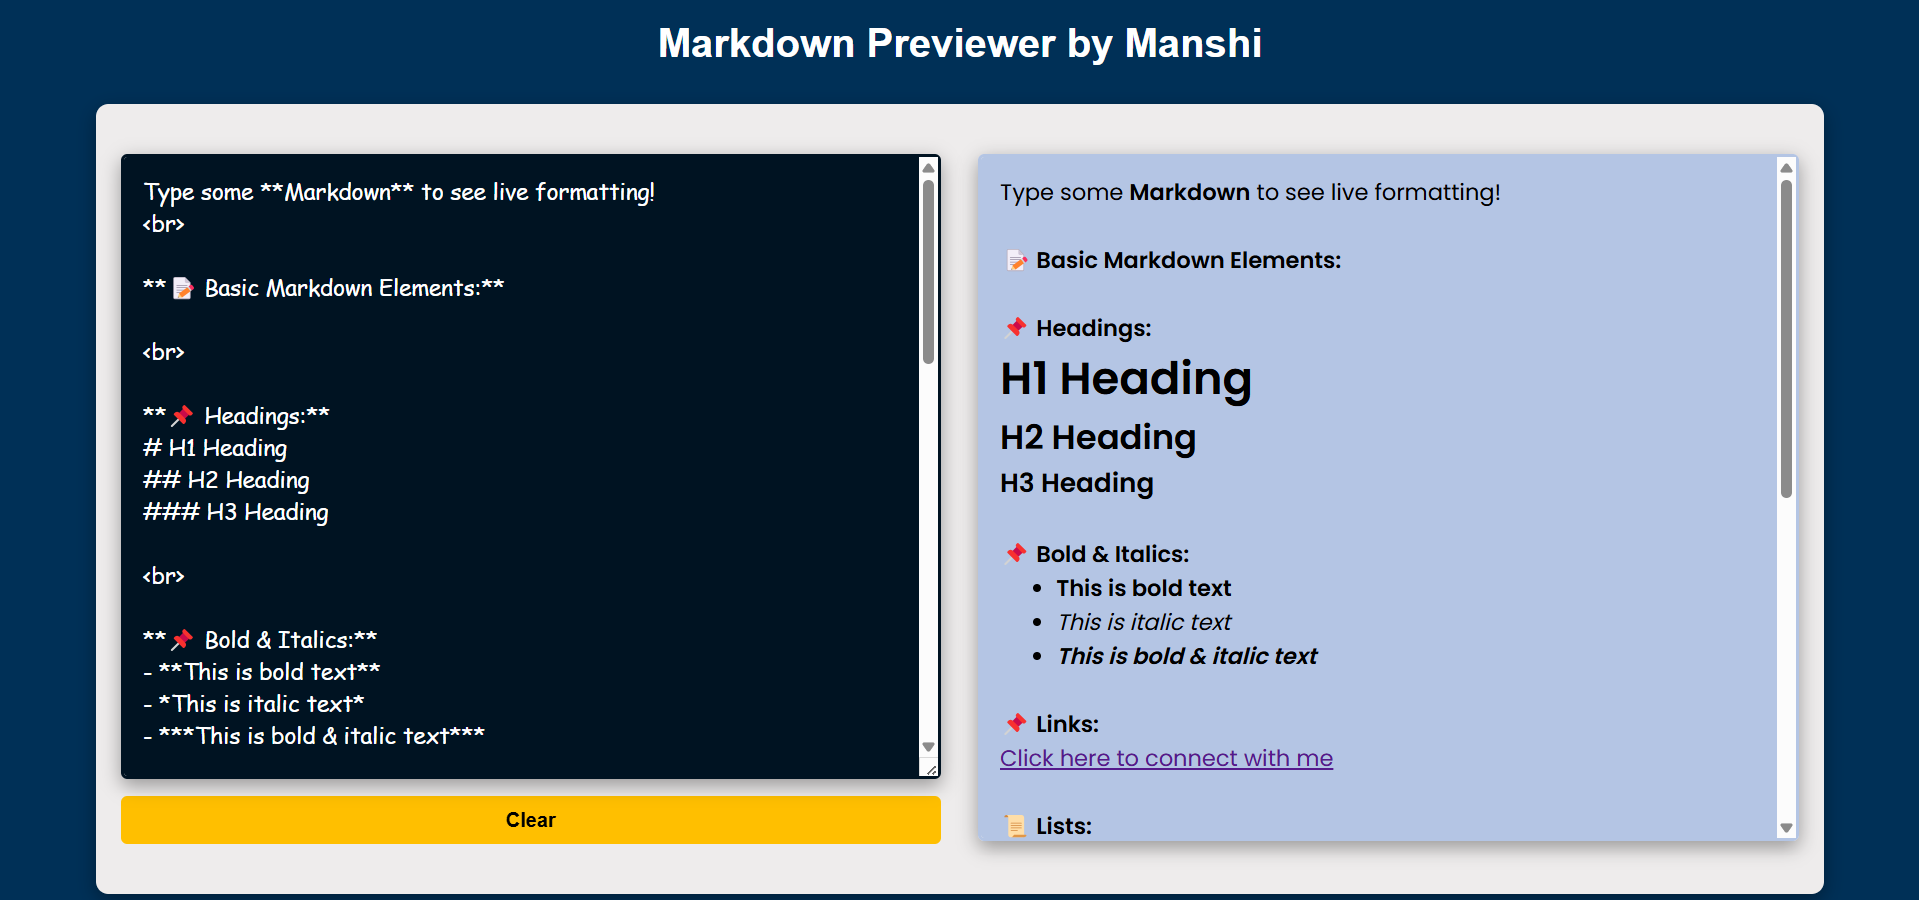 Markdown Previewer by Manshi
Type some **Markdown** to see live formatting!
<br>
**📝 Basic Markdown Elements:**
<br>
**📌 Headings:**
# H1 Heading
## H2 Heading
### H3 Heading
<br>
**📌 Bold & Italics:**
- **This is bold text**
- *This is italic text*
- ***This is bold & italic text***
Clear
Type some Markdown to see live formatting!
📝 Basic Markdown Elements:
📌 Headings:
H1 Heading
H2 Heading
H3 Heading
📌 Bold & Italics:
• This is bold text
• This is italic text
• This is bold & italic text
📌 Links:
Click here to connect with me
📜 Lists: